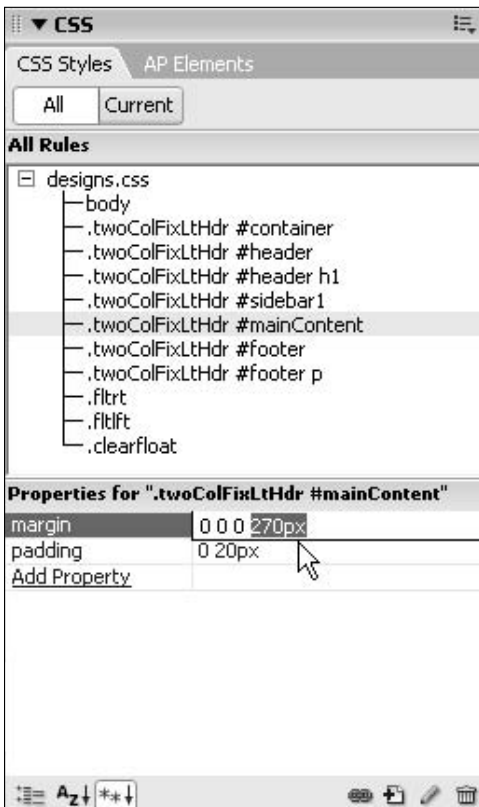 CSS
CSS Styles AP Elements
All Current
All Rules
designs.css
body
.twoColFixLtHdr #container
.twoColFixLtHdr #header
.twoColFixLtHdr #header h1
.twoColFixLtHdr #sidebar1
.twoColFixLtHdr #mainContent
.twoColFixLtHdr #footer
.twoColFixLtHdr #footer p
.fltrt
.fltlft
.clearfloat
Properties for ".twoColFixLtHdr #mainContent"
margin 0 0 0 270px
padding 0 20px
Add Property
Az↓ **↓